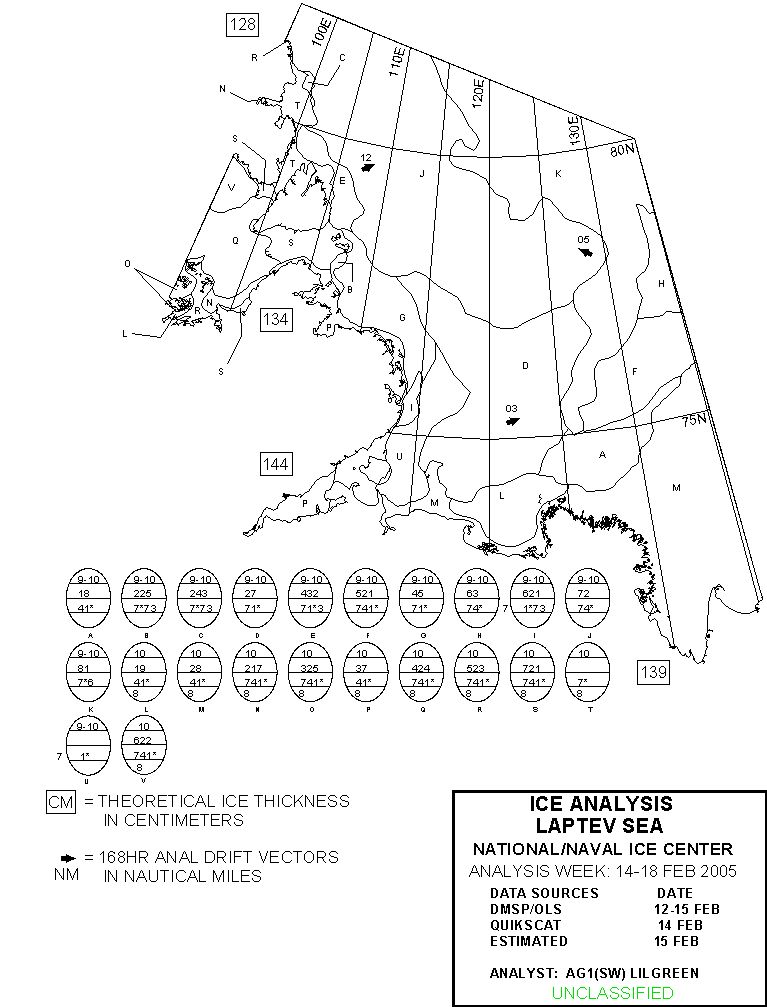 128
100E
110E
120E
130E
80N
R
C
N
T
S
12
T
E
J
K
V
Q
S
05
O
B
H
R
N
G
L
134
P
D
F
S
I
03
75N
144
U
A
P
M
L
M
139
9-10 9-10 9-10 9-10 9-10 9-10 9-10 9-10 9-10 9-10
18 225 243 27 432 521 45 63 621 72
41* 7*73 7*73 71* 71*3 741* 71* 74* 7 1*73 74*
A B C D E F G H I J
9-10 10 10 10 10 10 10 10 10 10
81 19 28 217 325 37 424 523 721
7*6 41* 41* 741* 741* 41* 741* 741* 741* 7*
8 8 8 8 8 8 8 8 8
K L M N O P Q R S T
9-10 10
622
7 1* 741*
8
U V
CM = THEORETICAL ICE THICKNESS
IN CENTIMETERS
= 168HR ANAL DRIFT VECTORS
NM IN NAUTICAL MILES
ICE ANALYSIS
LAPTEV SEA
NATIONAL/NAVAL ICE CENTER
ANALYSIS WEEK: 14-18 FEB 2005
DATA SOURCES DATE
DMSP/OLS 12-15 FEB
QUIKSCAT 14 FEB
ESTIMATED 15 FEB
ANALYST: AG1(SW) LILGREEN
UNCLASSIFIED